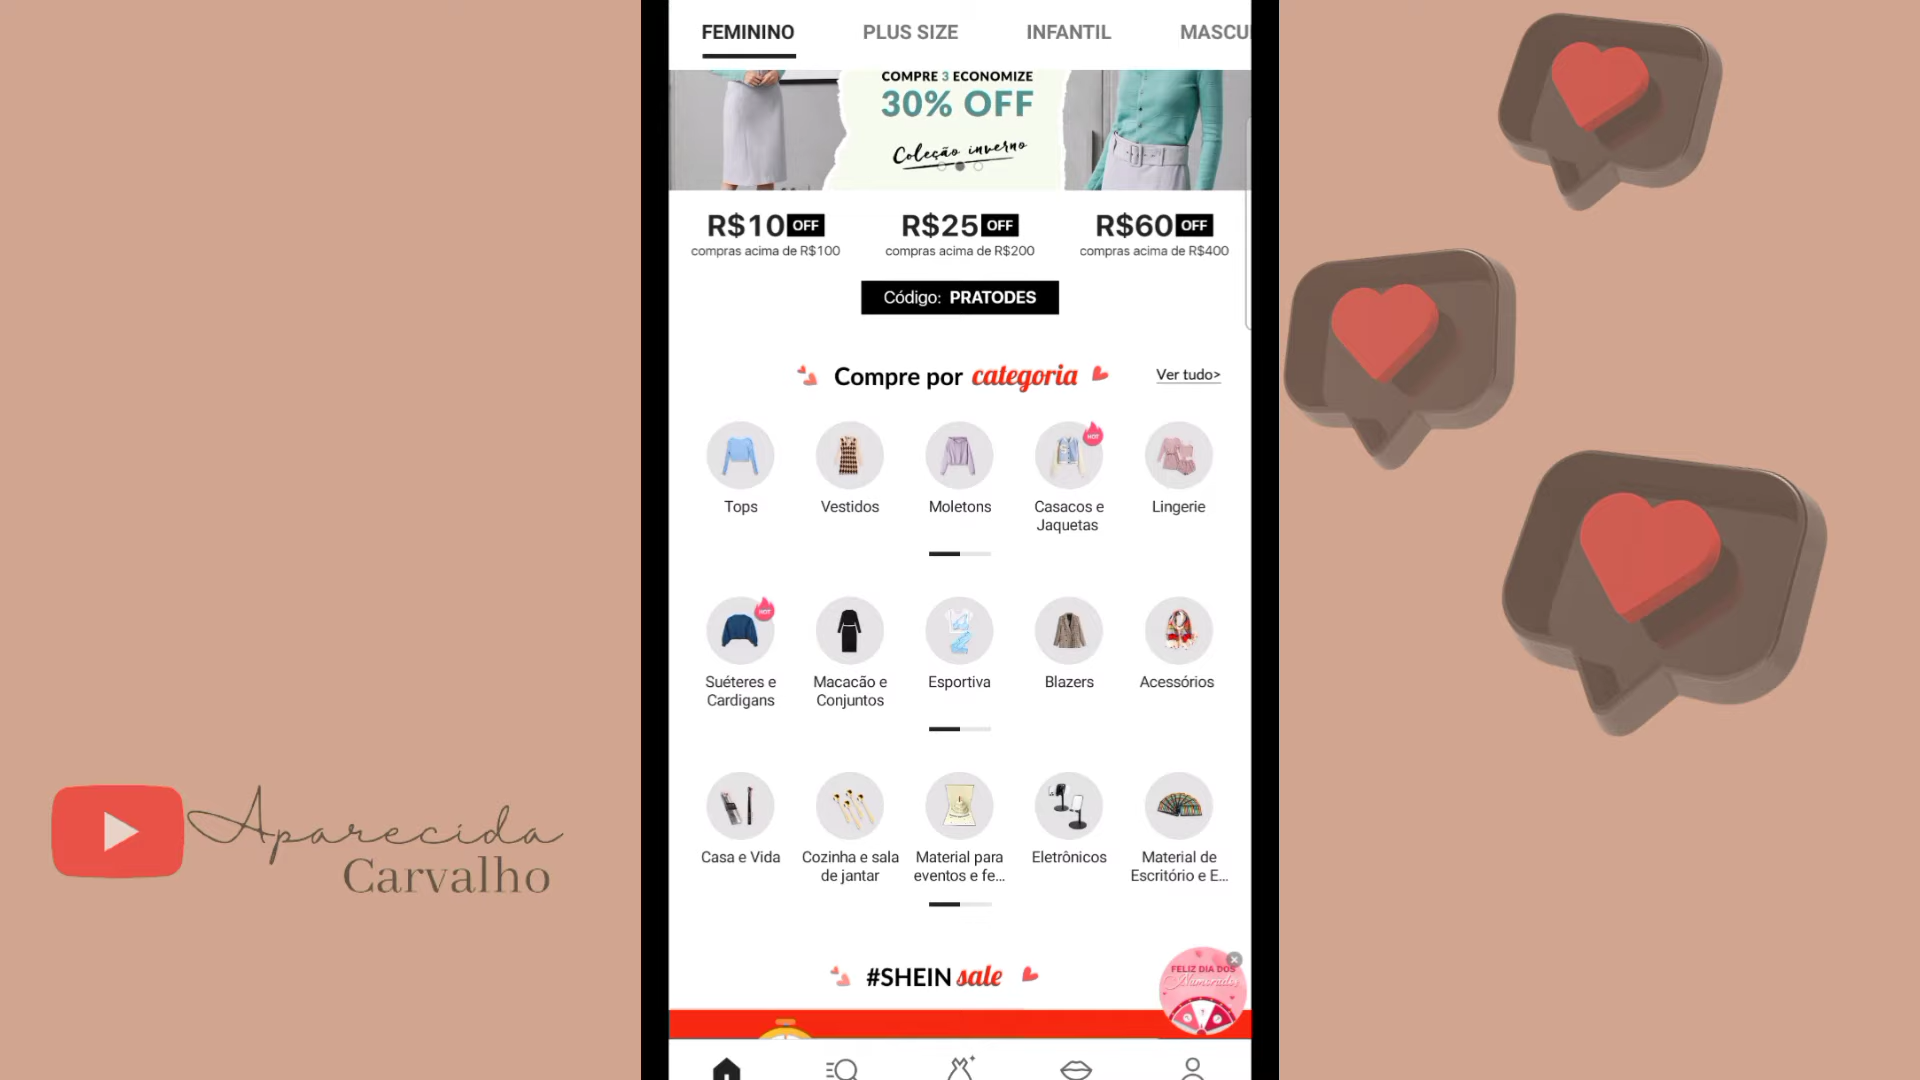 FEMININO PLUS SIZE INFANTIL MASCU
COMPRE 3 ECONOMIZE
30% OFF
Coleção inverno
R$10 OFF
compras acima de R$100
R$25 OFF
compras acima de R$200
R$60 OFF
compras acima de R$400
Código: PRATODES
Compre por categoria
Ver tudo>
Tops
Vestidos
Moletons
HOT
Casacos e
Jaquetas
Lingerie
HOT
Suéteres e
Cardigans
Macacão e
Conjuntos
Esportiva
Blazers
Acessórios
Casa e Vida
Cozinha e sala
de jantar
Material para
eventos e fe...
Eletrônicos
Material de
Escritório e E...
#SHEIN sale
FELIZ DIA DOS
Namorados
Aparecida
Carvalho